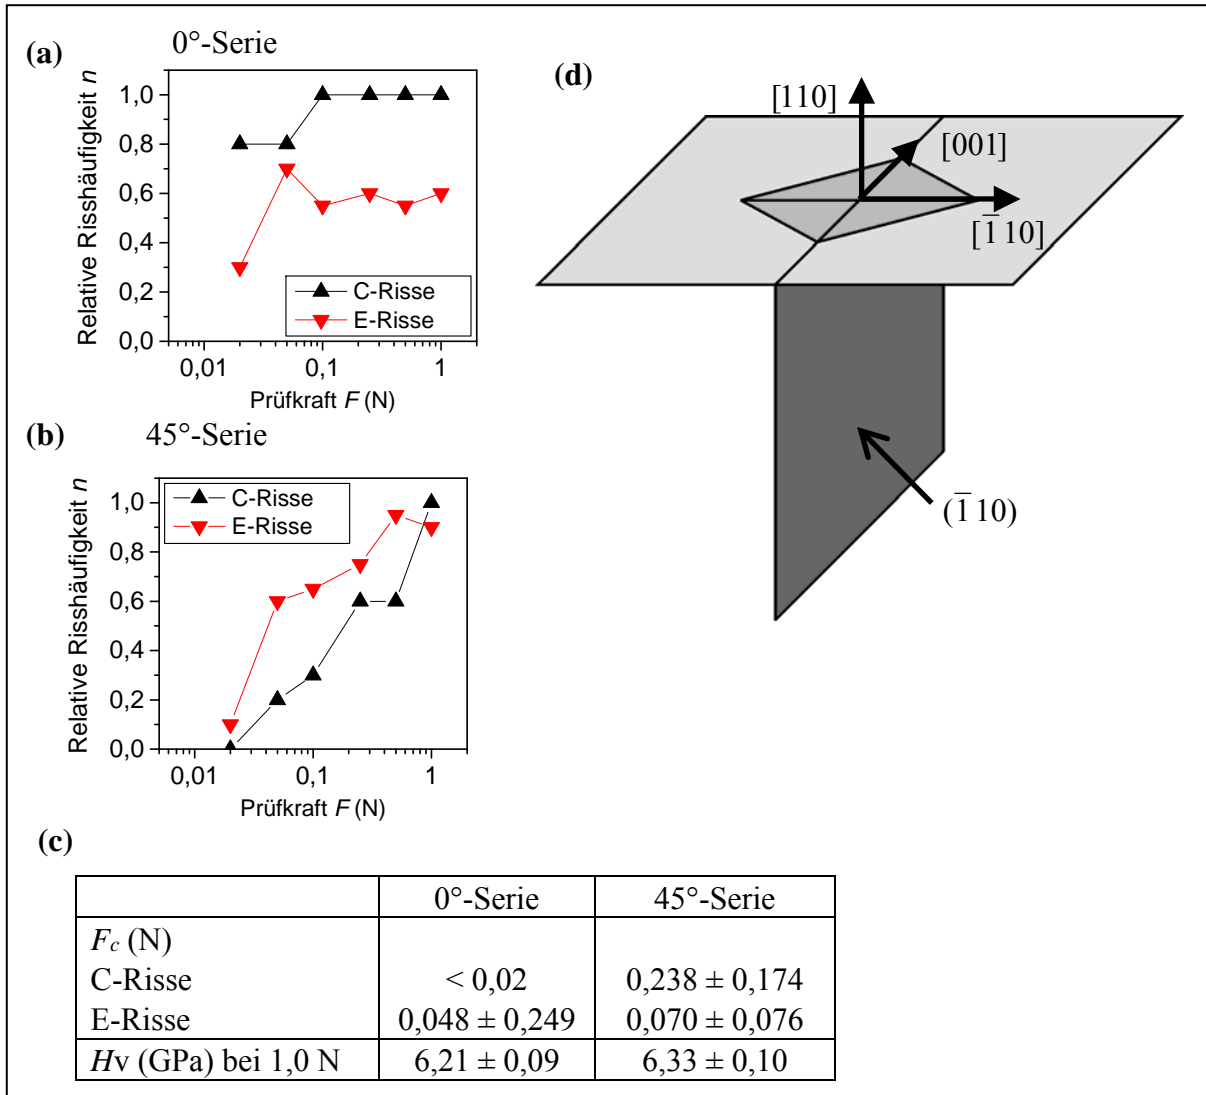 (a) 0°-Serie
Relative Risshäufigkeit n
1,0
0,8
0,6
0,4
0,2
0,0
C-Risse
E-Risse
0,01 0,1 1
Prüfkraft F (N)
(b) 45°-Serie
Relative Risshäufigkeit n
1,0
0,8
0,6
0,4
0,2
0,0
C-Risse
E-Risse
0,01 0,1 1
Prüfkraft F (N)
(d)
[110]
[001]
[1̅10]
(1̅10)
(c)
0°-Serie 45°-Serie
Fc (N)
C-Risse < 0,02 0,238 ± 0,174
E-Risse 0,048 ± 0,249 0,070 ± 0,076
Hv (GPa) bei 1,0 N 6,21 ± 0,09 6,33 ± 0,10